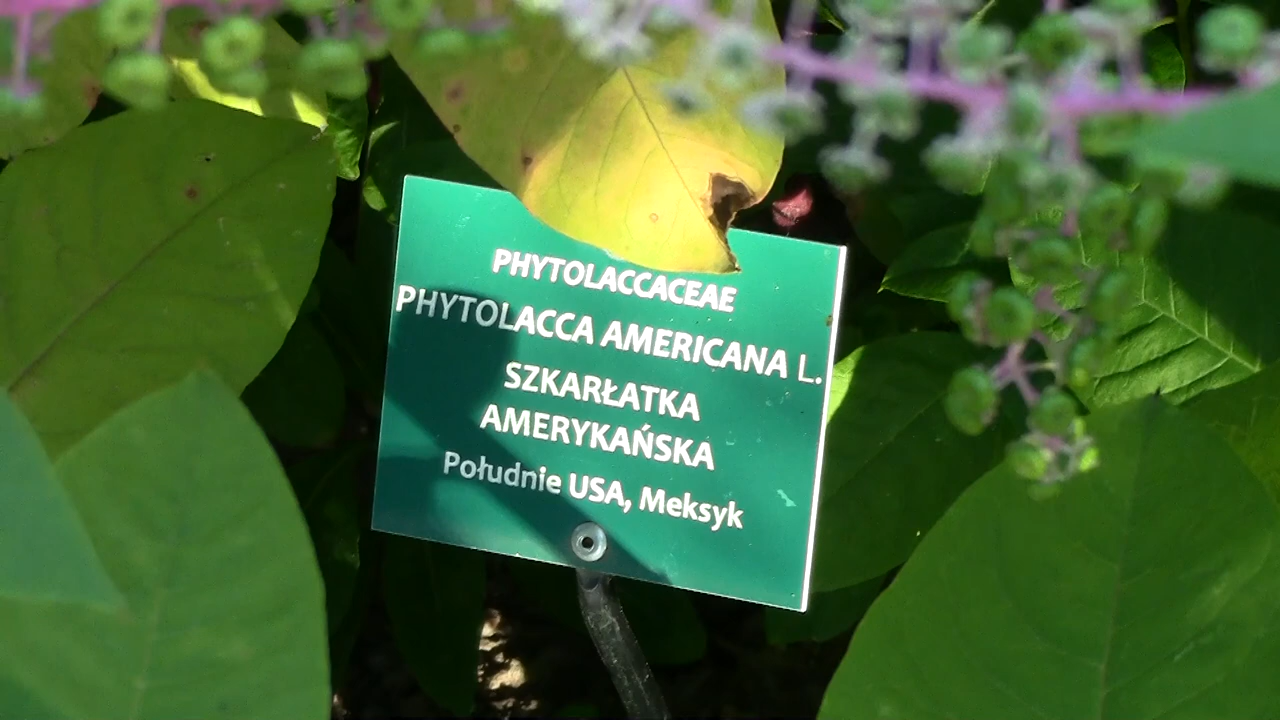 PHYTOLACCACEAE
PHYTOLACCA AMERICANA L.
SZKARŁATKA
AMERYKAŃSKA
Południe USA, Meksyk